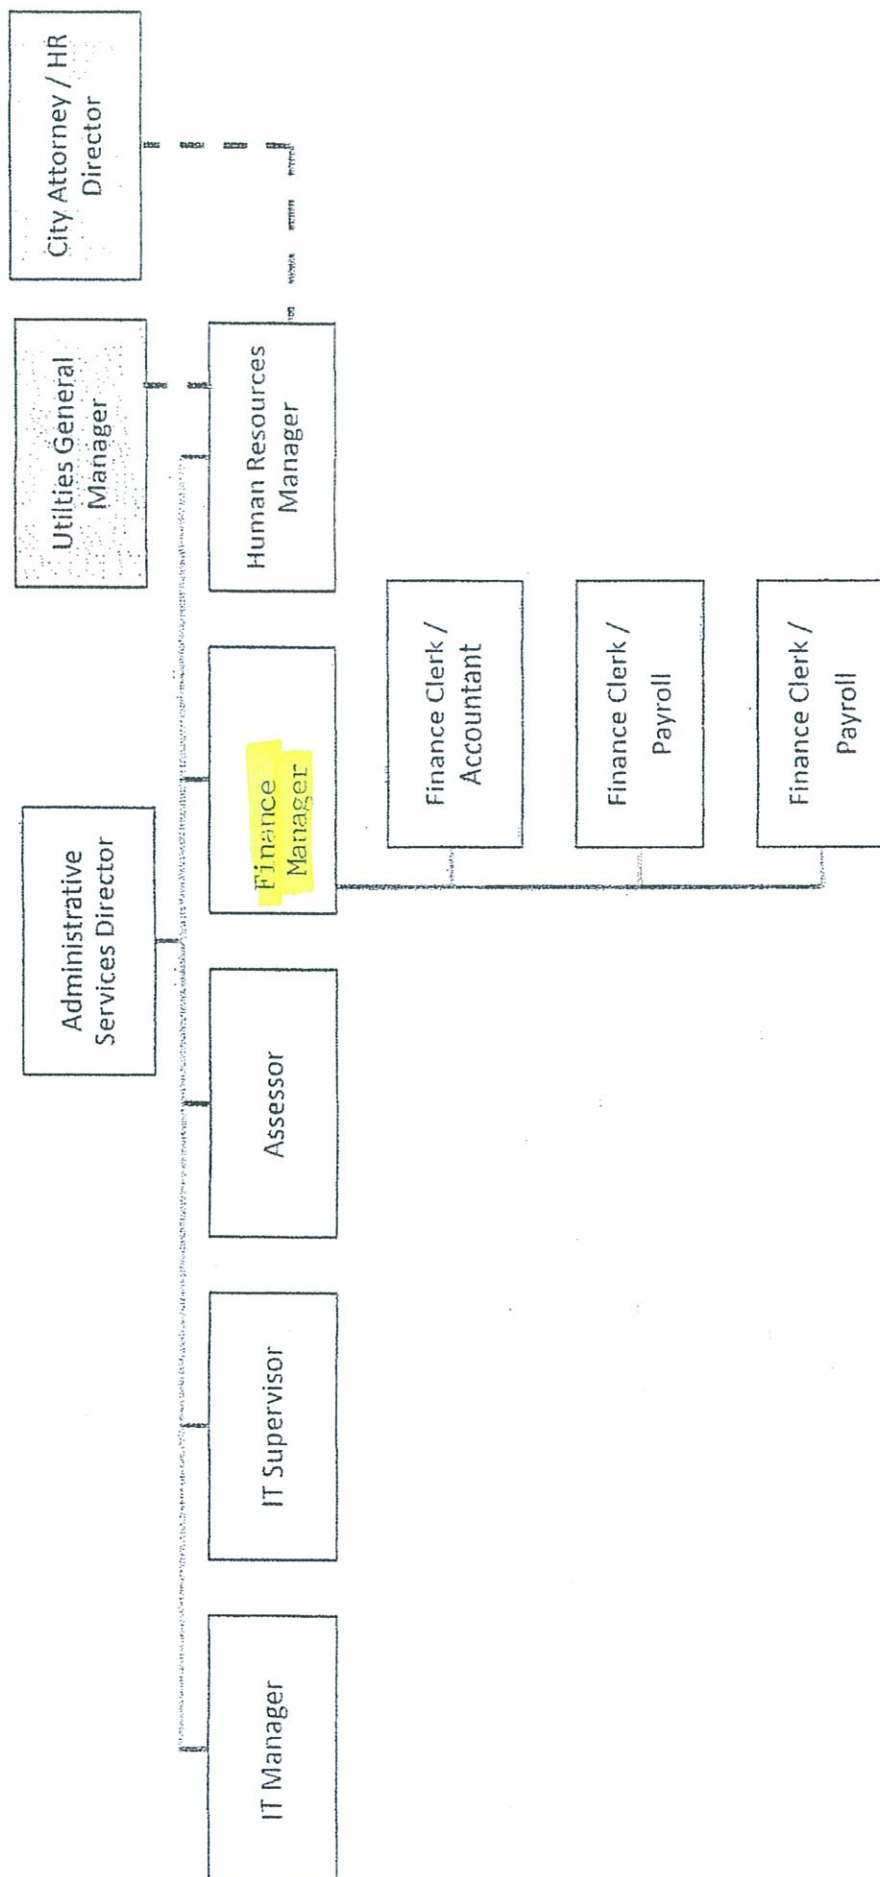 Administrative
Services Director
Utilties General
Manager
City Attorney / HR
Director
IT Manager
IT Supervisor
Assessor
Finance
Manager
Human Resources
Manager
Finance Clerk /
Accountant
Finance Clerk /
Payroll
Finance Clerk /
Payroll